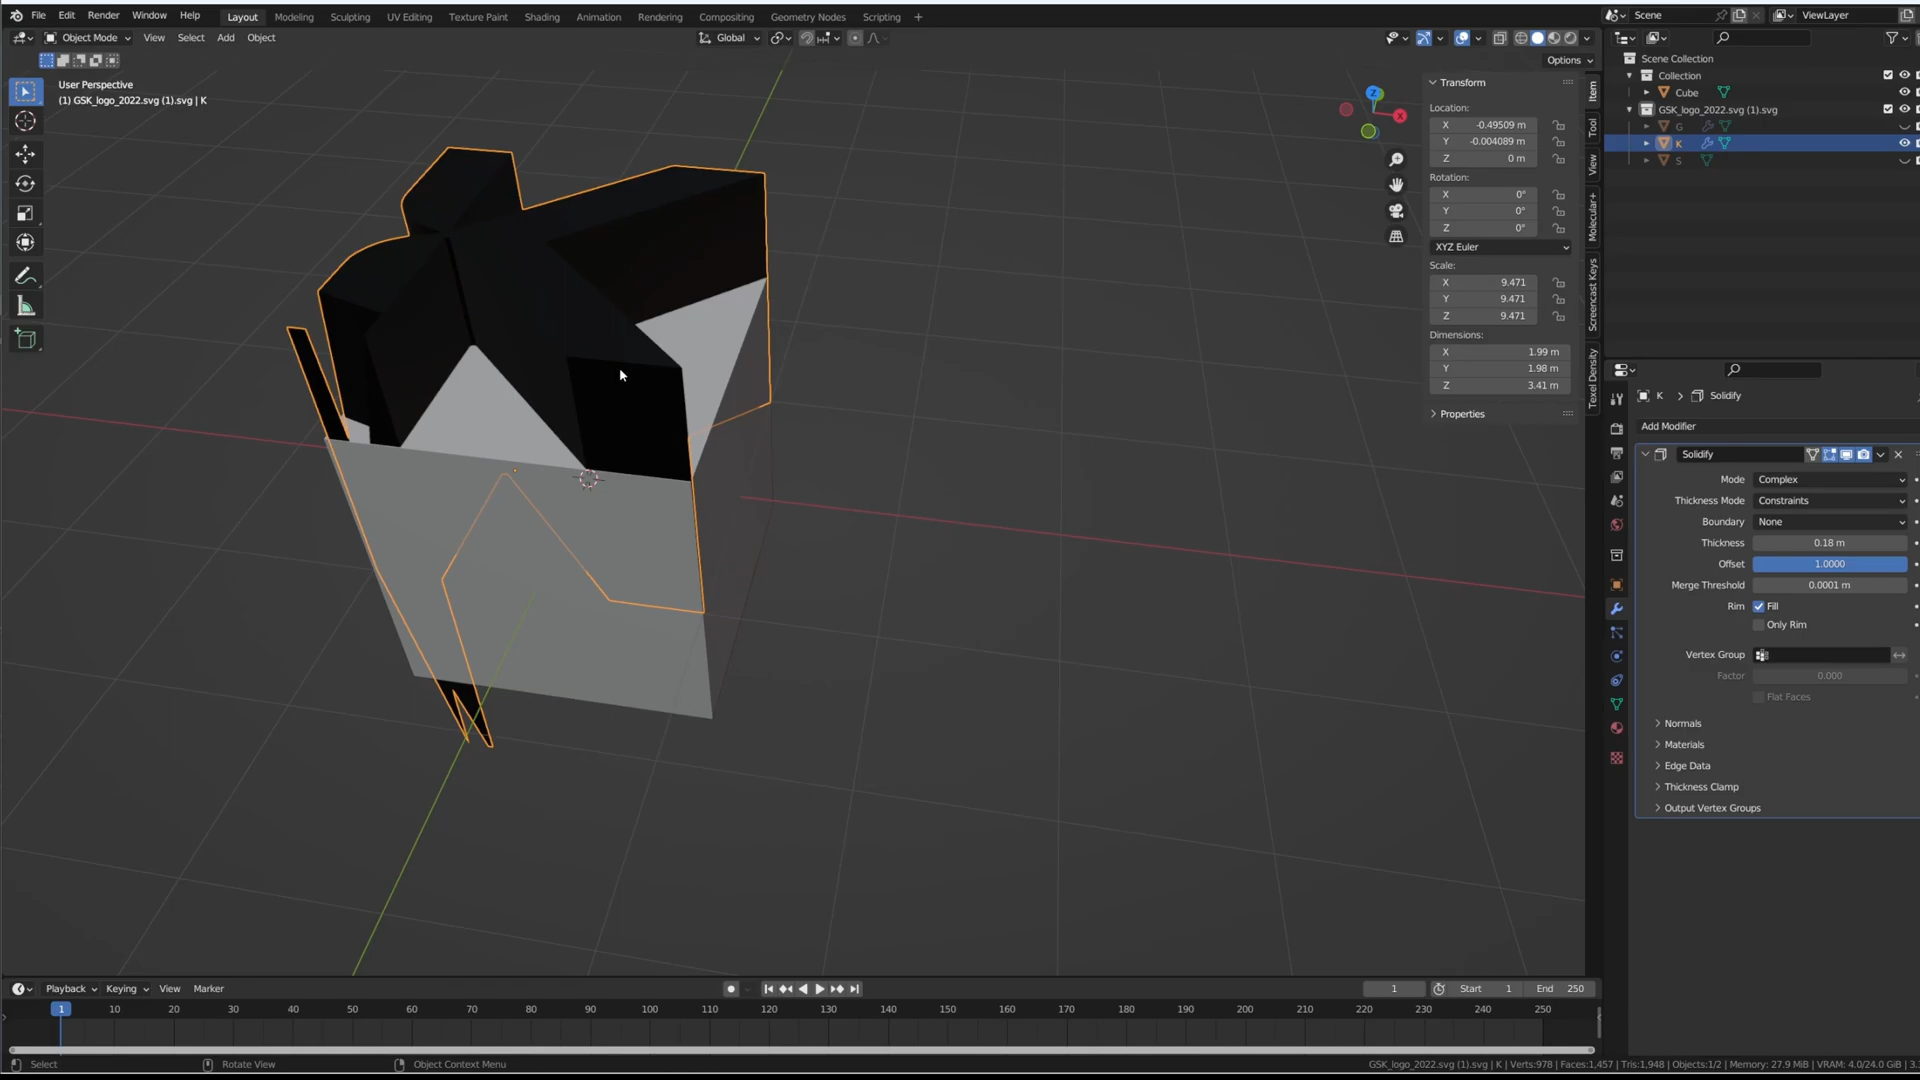 File Edit Render Window Help Layout Modeling Sculpting UV Editing Texture Paint Shading Animation Rendering Compositing Geometry Nodes Scripting +
Scene ViewLayer
Object Mode View Select Add Object Global
Options
User Perspective
(1) GSK_logo_2022.svg (1).svg | K
Transform
Location:
X -0.49509 m
Y -0.004089 m
Z 0 m
Rotation:
X 0°
Y 0°
Z 0°
XYZ Euler
Scale:
X 9.471
Y 9.471
Z 9.471
Dimensions:
X 1.99 m
Y 1.98 m
Z 3.41 m
Properties
Item
Tool
View
Molecular+
Screencast Keys
Texel Density
Z
X
Scene Collection
Collection
Cube
GSK_logo_2022.svg (1).svg
G
K
S
K Solidify
Add Modifier
Solidify
Mode Complex
Thickness Mode Constraints
Boundary None
Thickness 0.18 m
Offset 1.0000
Merge Threshold 0.0001 m
Rim Fill
Only Rim
Vertex Group
Factor 0.000
Flat Faces
Normals
Materials
Edge Data
Thickness Clamp
Output Vertex Groups
Playback Keying View Marker 1 Start 1 End 250
1 10 20 30 40 50 60 70 80 90 100 110 120 130 140 150 160 170 180 190 200 210 220 230 240 250
Select Rotate View Object Context Menu GSK_logo_2022.svg (1).svg | K | Verts:978 | Faces:1,457 | Tris:1,948 | Objects:1/2 | Memory: 27.9 MiB | VRAM: 4.0/24.0 GiB | 3.